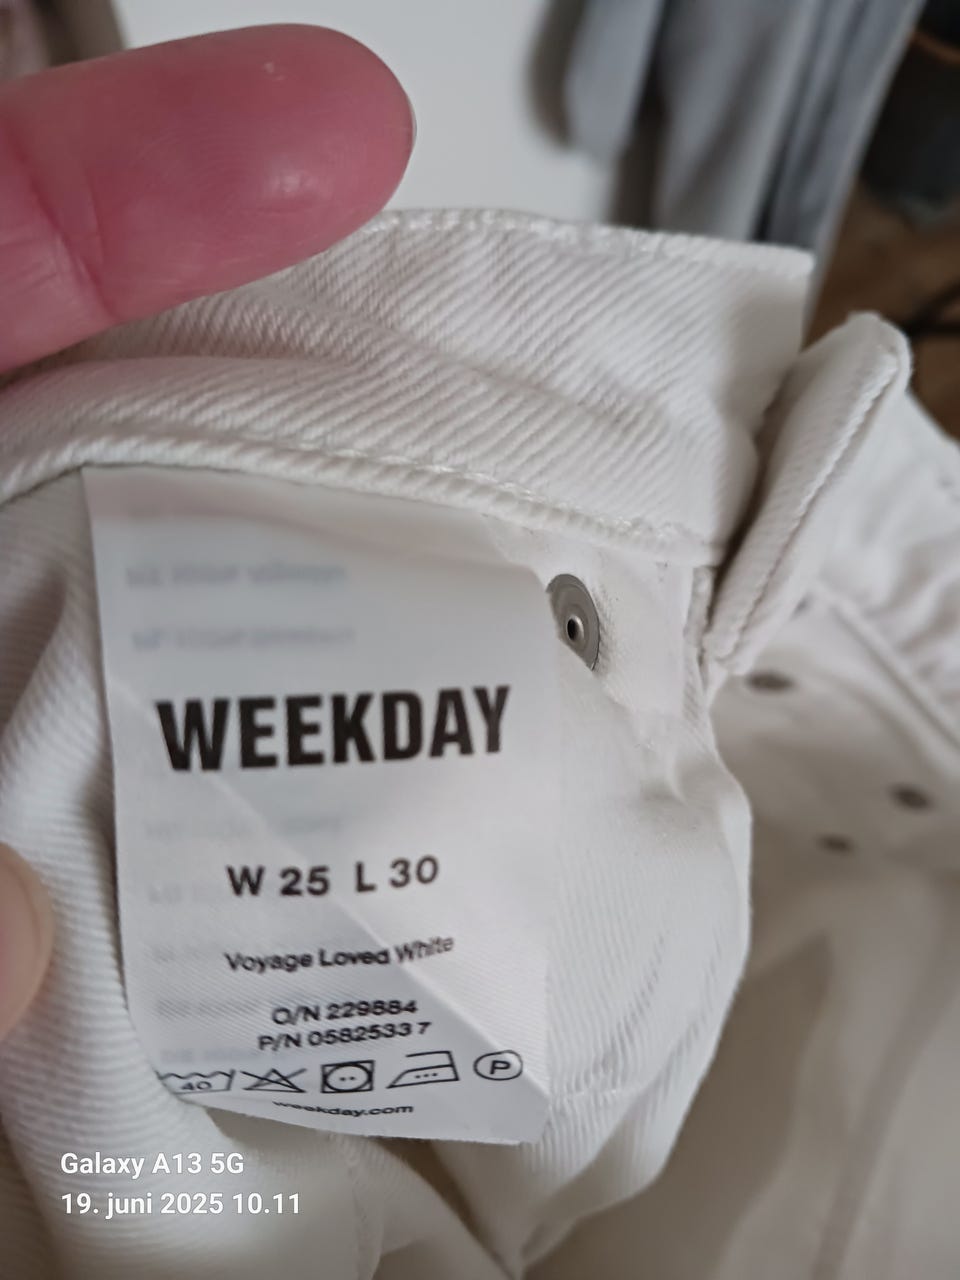 WEEKDAY
W 25 L 30
Voyage Loved White
O/N 229884
P/N 0582533 7
40
P
weekday.com
Galaxy A13 5G
19. juni 2025 10.11